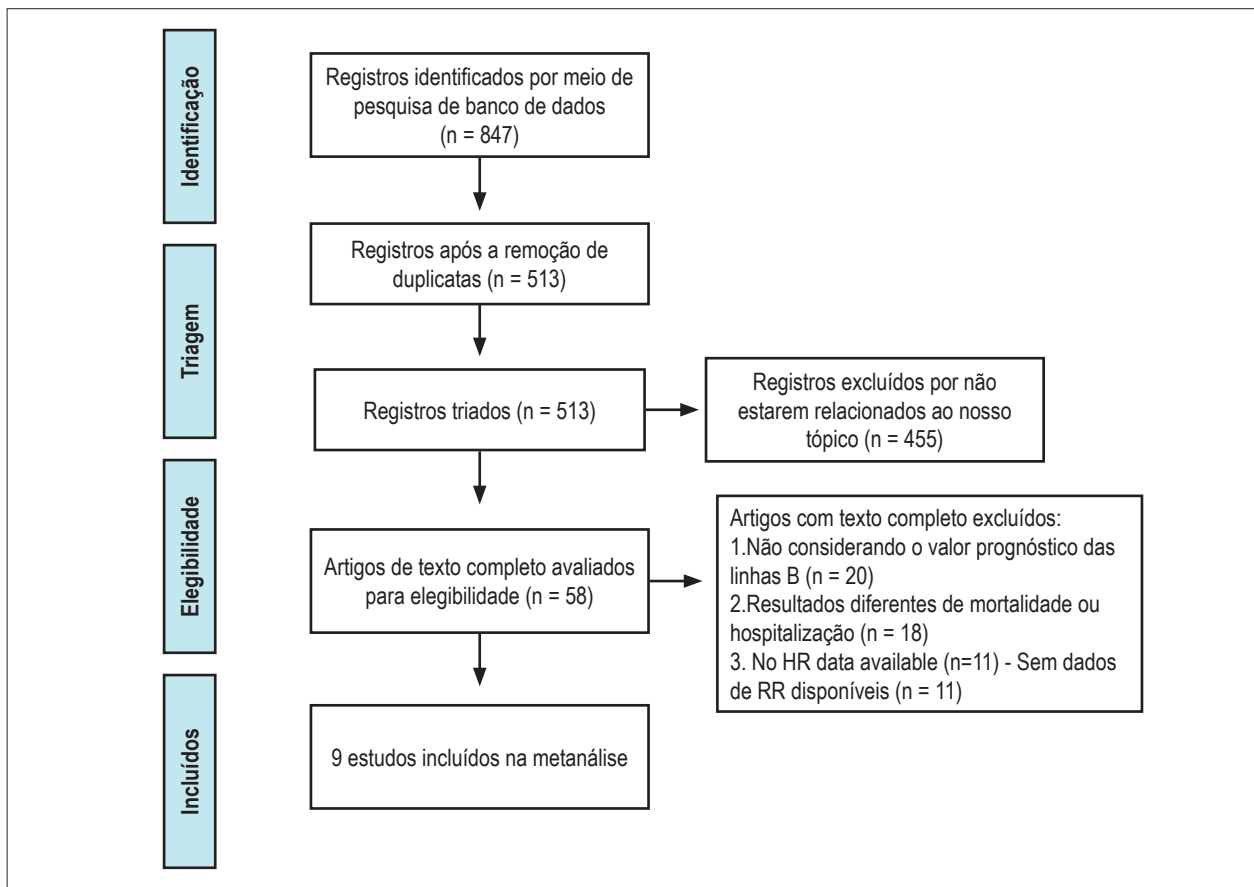 Identificação
Registros identificados por meio de
pesquisa de banco de dados
(n = 847)
Triagem
Registros após a remoção de
duplicatas (n = 513)
Registros triados (n = 513)
Registros excluídos por não
estarem relacionados ao nosso
tópico (n = 455)
Elegibilidade
Artigos de texto completo avaliados
para elegibilidade (n = 58)
Artigos com texto completo excluídos:
1.Não considerando o valor prognóstico das
linhas B (n = 20)
2.Resultados diferentes de mortalidade ou
hospitalização (n = 18)
3. No HR data available (n=11) - Sem dados
de RR disponíveis (n = 11)
Incluídos
9 estudos incluídos na metanálise